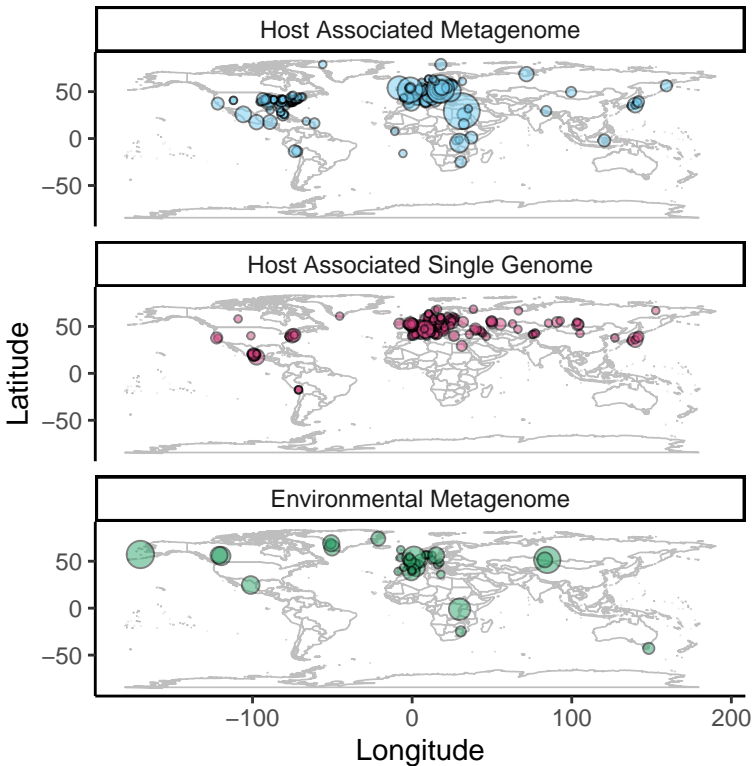 Host Associated Metagenome
50
0
−50
Host Associated Single Genome
50
0
−50
Latitude
Environmental Metagenome
50
0
−50
−100 0 100 200
Longitude